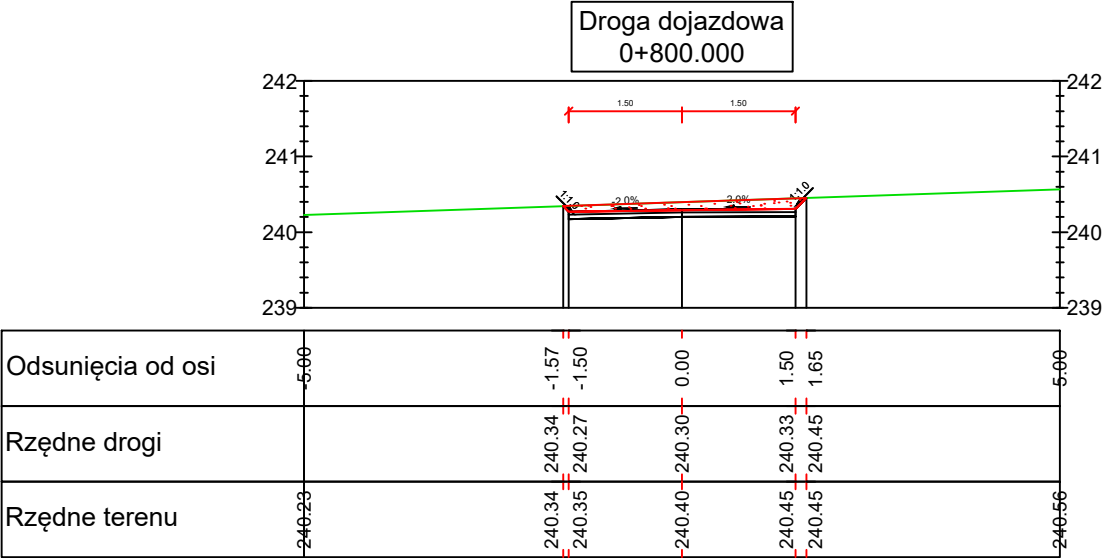 Droga dojazdowa
0+800.000
242 242
1.50 1.50
241 241
1:1.0 2.0% 2.0% 1:1.0
240 240
239 239
Odsunięcia od osi -5.00 -1.57 -1.50 0.00 1.50 1.65 5.00
Rzędne drogi 240.34 240.27 240.30 240.33 240.45
Rzędne terenu 240.23 240.34 240.35 240.40 240.45 240.45 240.56